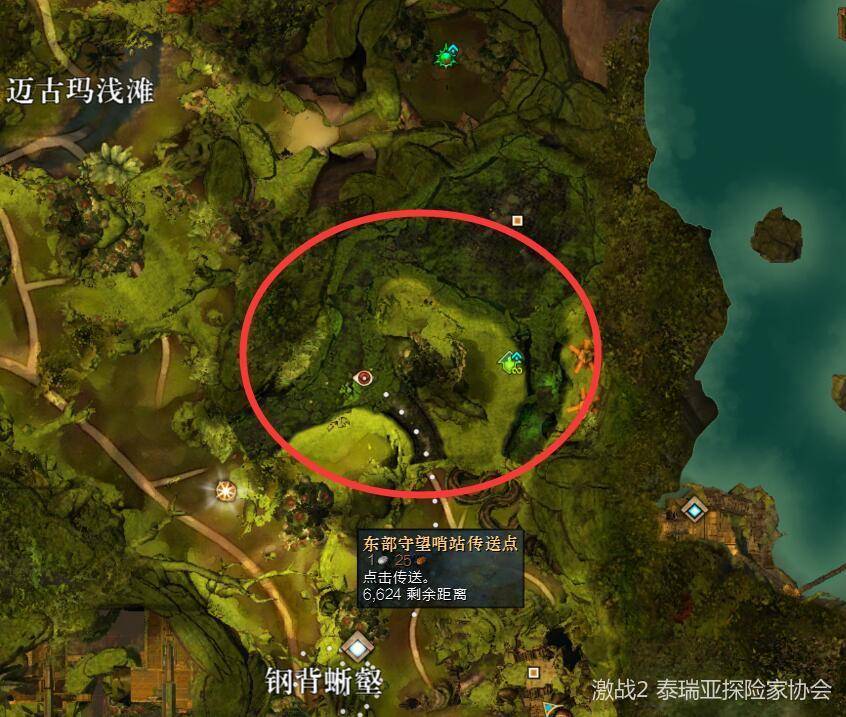 迈古玛浅滩
东部守望哨站传送点
1 25
点击传送。
6,624 剩余距离
钢背蜥壑
激战2 泰瑞亚探险家协会